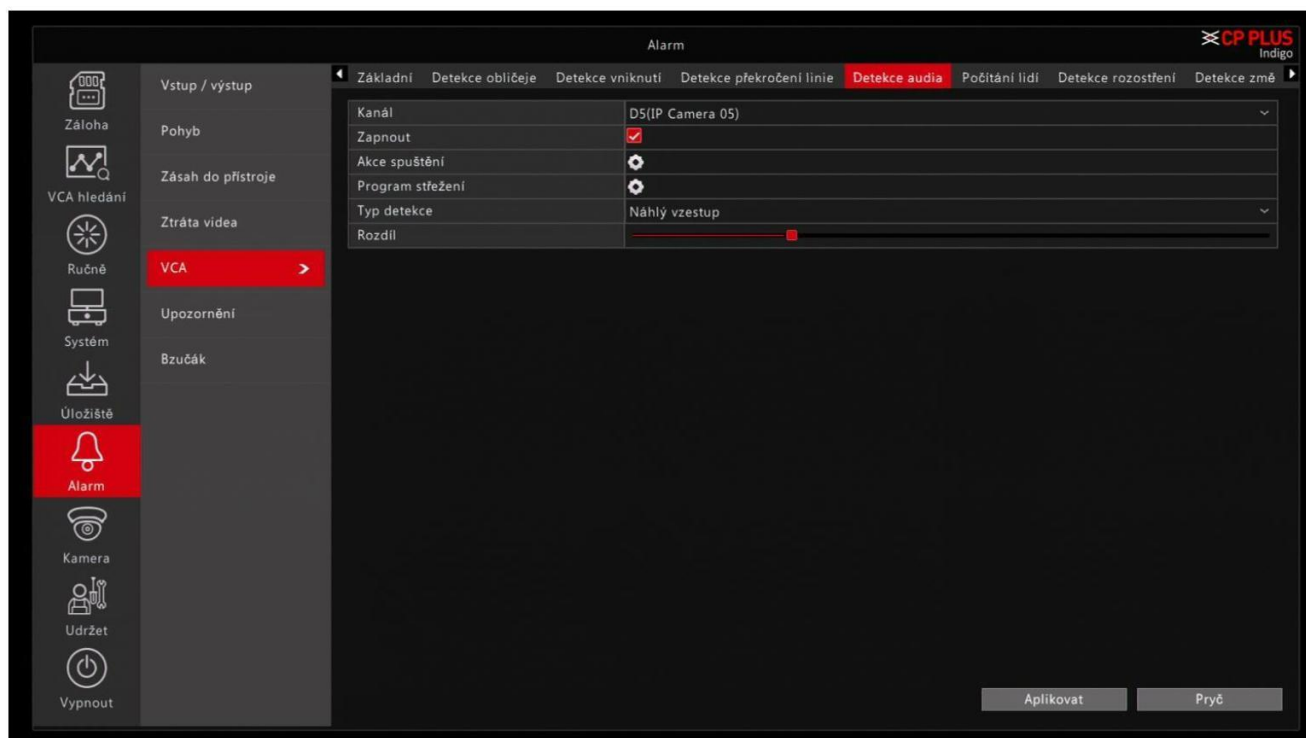 Alarm
CP PLUS
Indigo
Záloha
VCA hledání
Ručně
Systém
Úložiště
Alarm
Kamera
Udržet
Vypnout
Vstup / výstup
Pohyb
Zásah do přístroje
Ztráta videa
VCA
Upozornění
Bzučák
Základní Detekce obličeje Detekce vniknutí Detekce překročení linie Detekce audia Počítání lidí Detekce rozostření Detekce změ
Kanál D5(IP Camera 05)
Zapnout
Akce spuštění
Program střežení
Typ detekce Náhlý vzestup
Rozdíl
Aplikovat Pryč